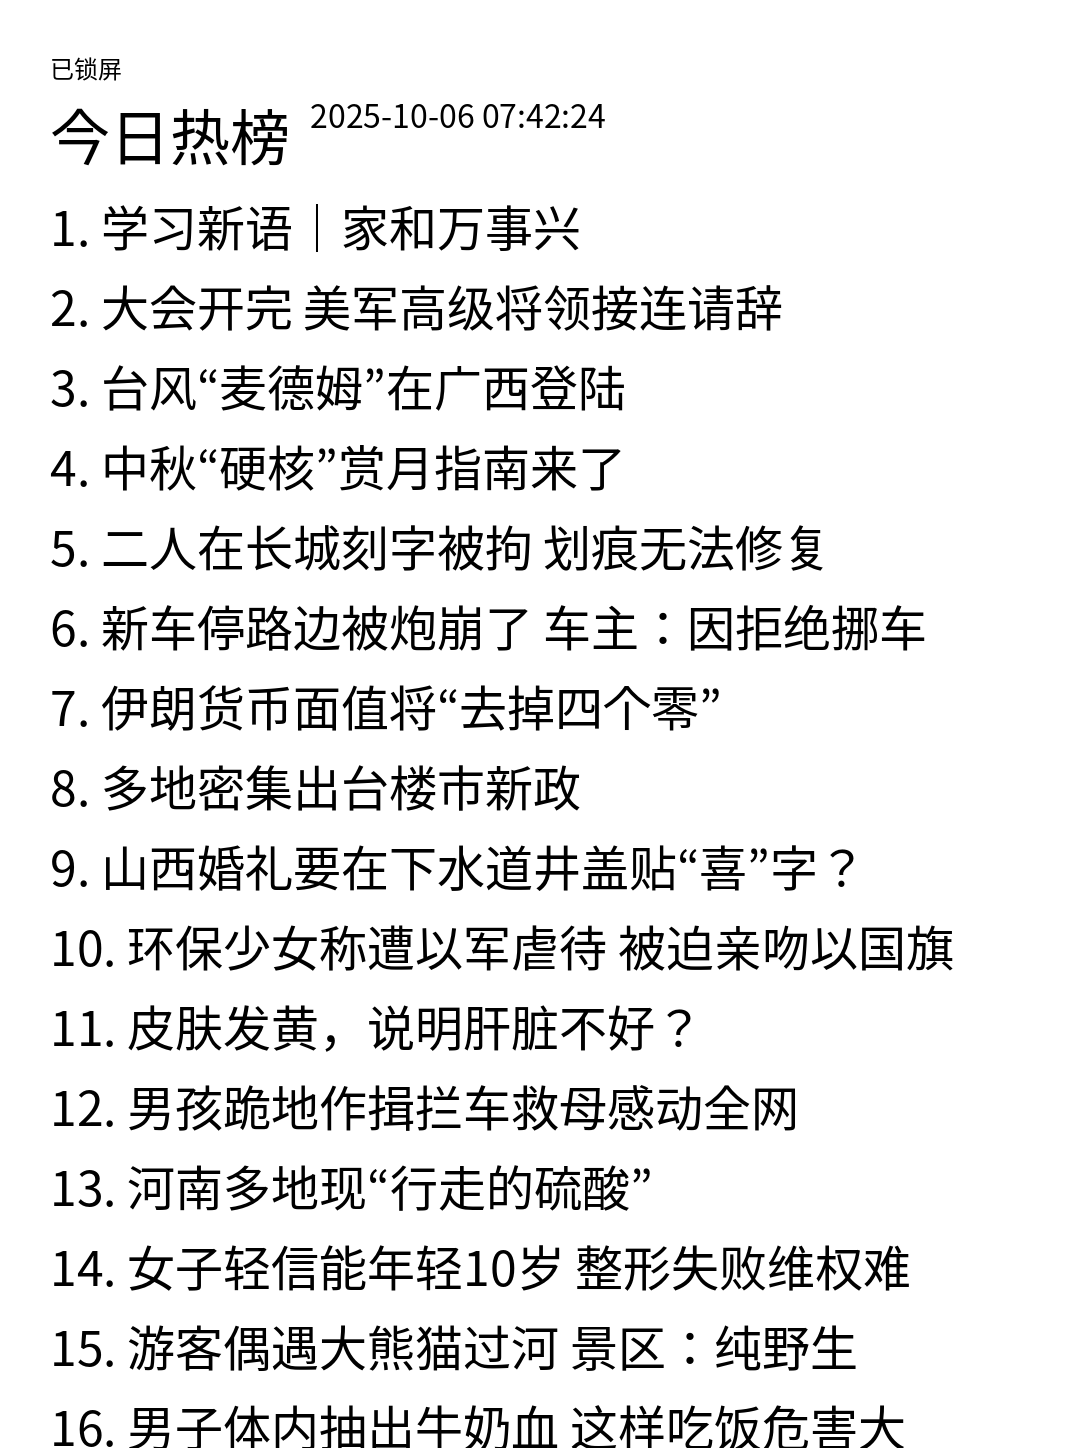 已锁屏
今日热榜 2025-10-06 07:42:24
1. 学习新语｜家和万事兴
2. 大会开完 美军高级将领接连请辞
3. 台风“麦德姆”在广西登陆
4. 中秋“硬核”赏月指南来了
5. 二人在长城刻字被拘 划痕无法修复
6. 新车停路边被炮崩了 车主：因拒绝挪车
7. 伊朗货币面值将“去掉四个零”
8. 多地密集出台楼市新政
9. 山西婚礼要在下水道井盖贴“喜”字？
10. 环保少女称遭以军虐待 被迫亲吻以国旗
11. 皮肤发黄，说明肝脏不好？
12. 男孩跪地作揖拦车救母感动全网
13. 河南多地现“行走的硫酸”
14. 女子轻信能年轻10岁 整形失败维权难
15. 游客偶遇大熊猫过河 景区：纯野生
16. 男子体内抽出牛奶血 这样吃饭危害大